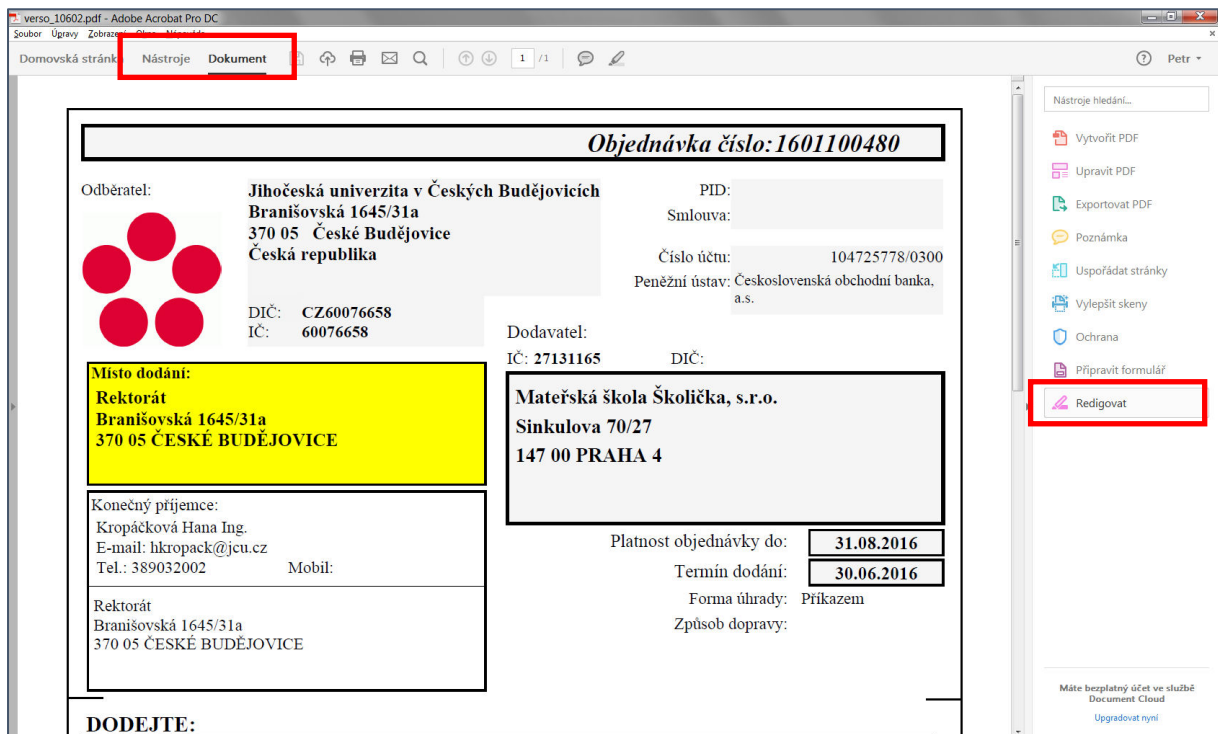 verso_10602.pdf - Adobe Acrobat Pro DC
Soubor Úpravy Zobrazení
Domovská stránk Nástroje Dokument 1 /1 Petr
Nástroje hledání...
Vytvořit PDF
Upravit PDF
Exportovat PDF
Poznámka
Uspořádat stránky
Vylepšit skeny
Ochrana
Připravit formulář
Redigovat
Máte bezplatný účet ve službě
Document Cloud
Upgradovat nyní
Objednávka číslo:1601100480
Odběratel:
Jihočeská univerzita v Českých Budějovicích
Branišovská 1645/31a
370 05 České Budějovice
Česká republika
DIČ: CZ60076658
IČ: 60076658
PID:
Smlouva:
Číslo účtu: 104725778/0300
Peněžní ústav: Československá obchodní banka,
a.s.
Dodavatel:
IČ: 27131165 DIČ:
Mateřská škola Školička, s.r.o.
Sinkulova 70/27
147 00 PRAHA 4
Místo dodání:
Rektorát
Branišovská 1645/31a
370 05 ČESKÉ BUDĚJOVICE
Konečný příjemce:
Kropáčková Hana Ing.
E-mail: hkropack@jcu.cz
Tel.: 389032002 Mobil:
Rektorát
Branišovská 1645/31a
370 05 ČESKÉ BUDĚJOVICE
Platnost objednávky do: 31.08.2016
Termín dodání: 30.06.2016
Forma úhrady: Příkazem
Způsob dopravy:
DODEJTE: